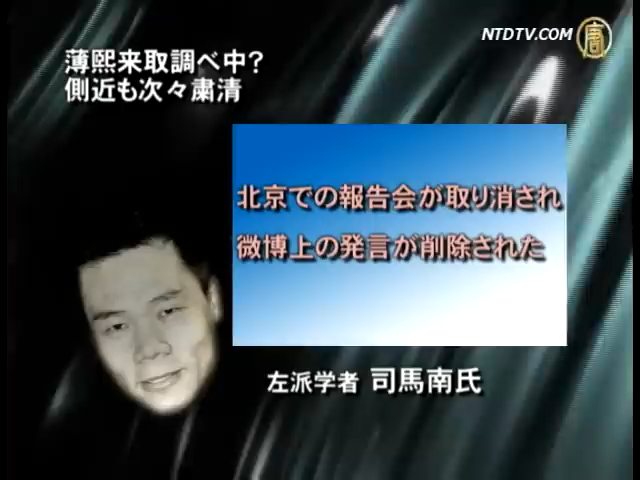 NTDTV.COM
唐
薄熙来取調べ中?
側近も次々粛清
北京での報告会が取り消され
微博上の発言が削除された
左派学者 司馬南氏